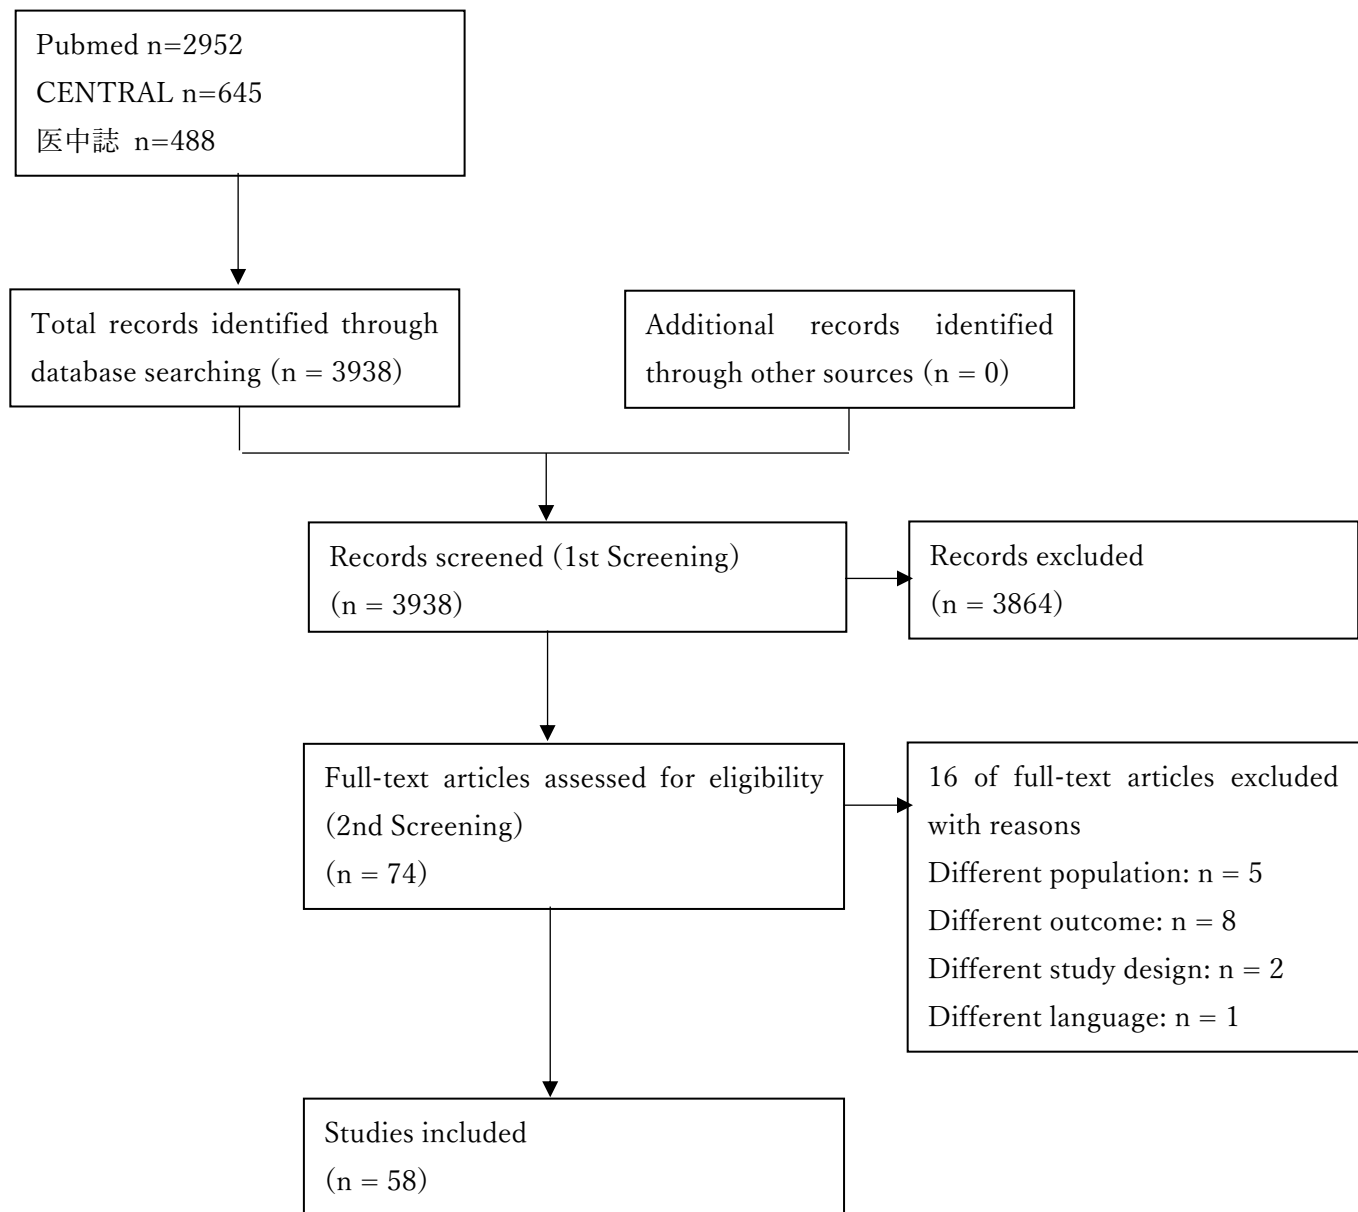 Pubmed n=2952
CENTRAL n=645
医中誌 n=488
Total records identified through
database searching (n = 3938)
Additional records identified
through other sources (n = 0)
Records screened (1st Screening)
(n = 3938)
Records excluded
(n = 3864)
Full-text articles assessed for eligibility
(2nd Screening)
(n = 74)
16 of full-text articles excluded
with reasons
Different population: n = 5
Different outcome: n = 8
Different study design: n = 2
Different language: n = 1
Studies included
(n = 58)